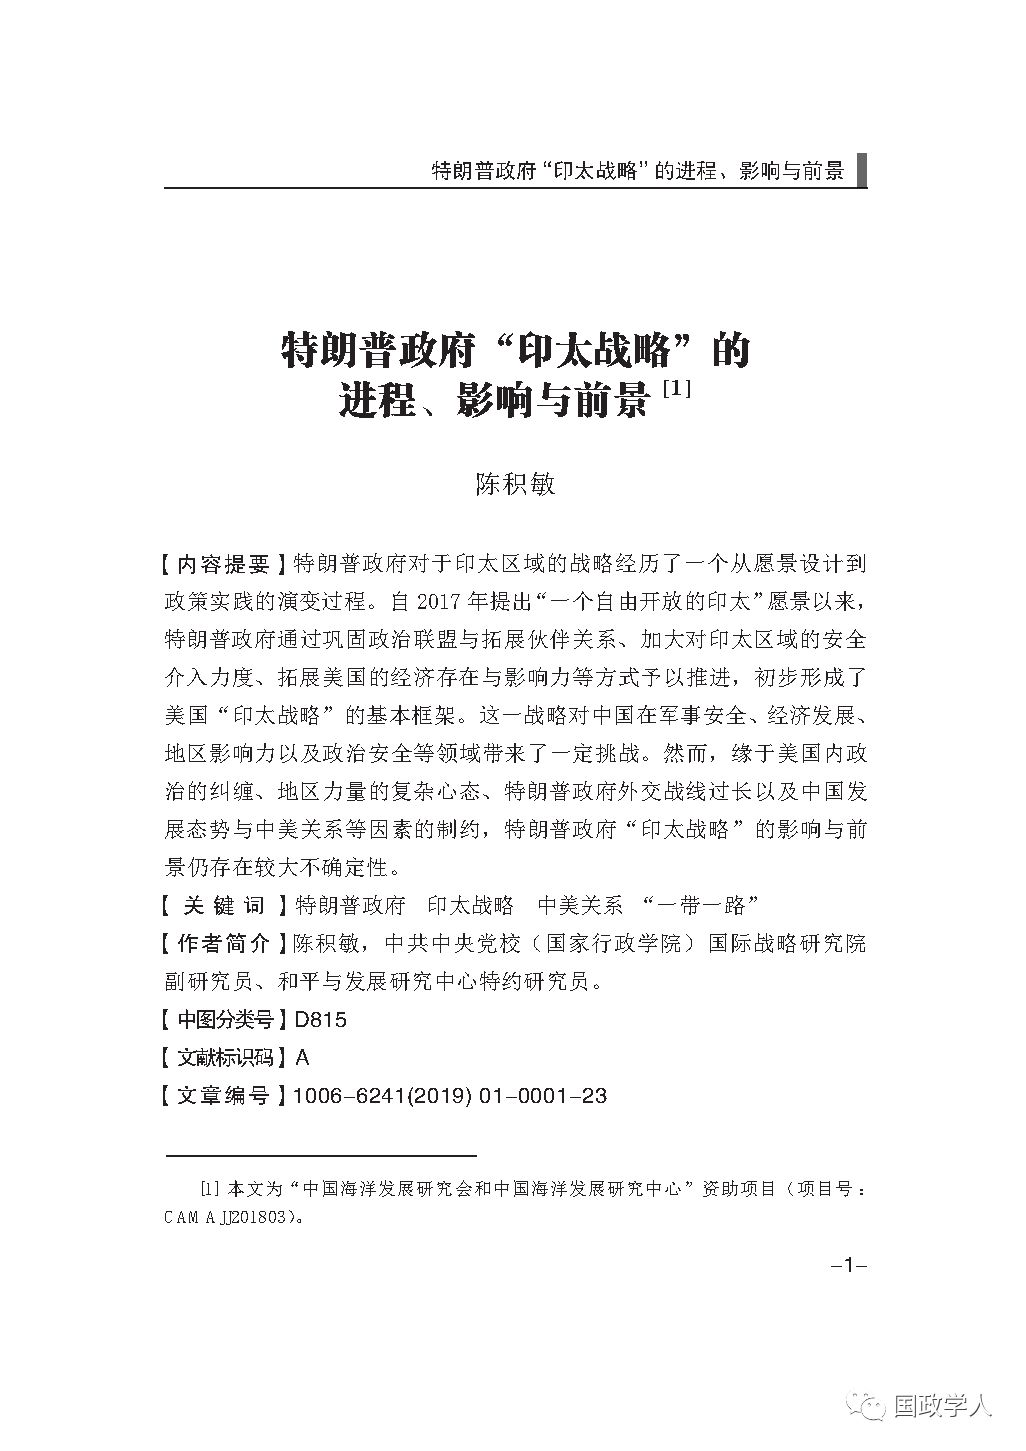 特朗普政府“印太战略”的进程、影响与前景
特朗普政府“印太战略”的
进程、影响与前景[1]
陈积敏
【内容提要】特朗普政府对于印太区域的战略经历了一个从愿景设计到
政策实践的演变过程。自2017年提出“一个自由开放的印太”愿景以来，
特朗普政府通过巩固政治联盟与拓展伙伴关系、加大对印太区域的安全
介入力度、拓展美国的经济存在与影响力等方式予以推进，初步形成了
美国“印太战略”的基本框架。这一战略对中国在军事安全、经济发展、
地区影响力以及政治安全等领域带来了一定挑战。然而，缘于美国内政
治的纠缠、地区力量的复杂心态、特朗普政府外交战线过长以及中国发
展态势与中美关系等因素的制约，特朗普政府“印太战略”的影响与前
景仍存在较大不确定性。
【关键词】特朗普政府 印太战略 中美关系 “一带一路”
【作者简介】陈积敏，中共中央党校（国家行政学院）国际战略研究院
副研究员、和平与发展研究中心特约研究员。
【中图分类号】D815
【文献标识码】A
【文章编号】1006-6241(2019) 01-0001-23
[1] 本文为“中国海洋发展研究会和中国海洋发展研究中心”资助项目（项目号：
CAMAJJ201803）。
-1-
国政学人